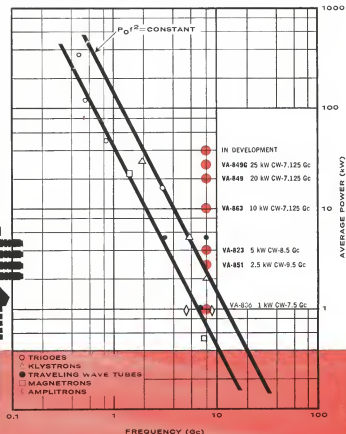 1000
P₀f²=CONSTANT
100
IN DEVELOPMENT
VA-849G 25 kW CW-7.125 Gc
VA-849 20 kW CW-7.125 Gc
VA-863 10 kW CW-7.125 Gc
10
VA-823 5 kW CW-8.5 Gc
VA-851 2.5 kW CW-9.5 Gc
VA-836 1 kW CW-7.5 Gc
1
AVERAGE POWER (kW)
TRIODES
KLYSTRONS
TRAVELING WAVE TUBES
MAGNETRONS
AMPLITRONS
0.1 1 10 100
FREQUENCY (Gc)